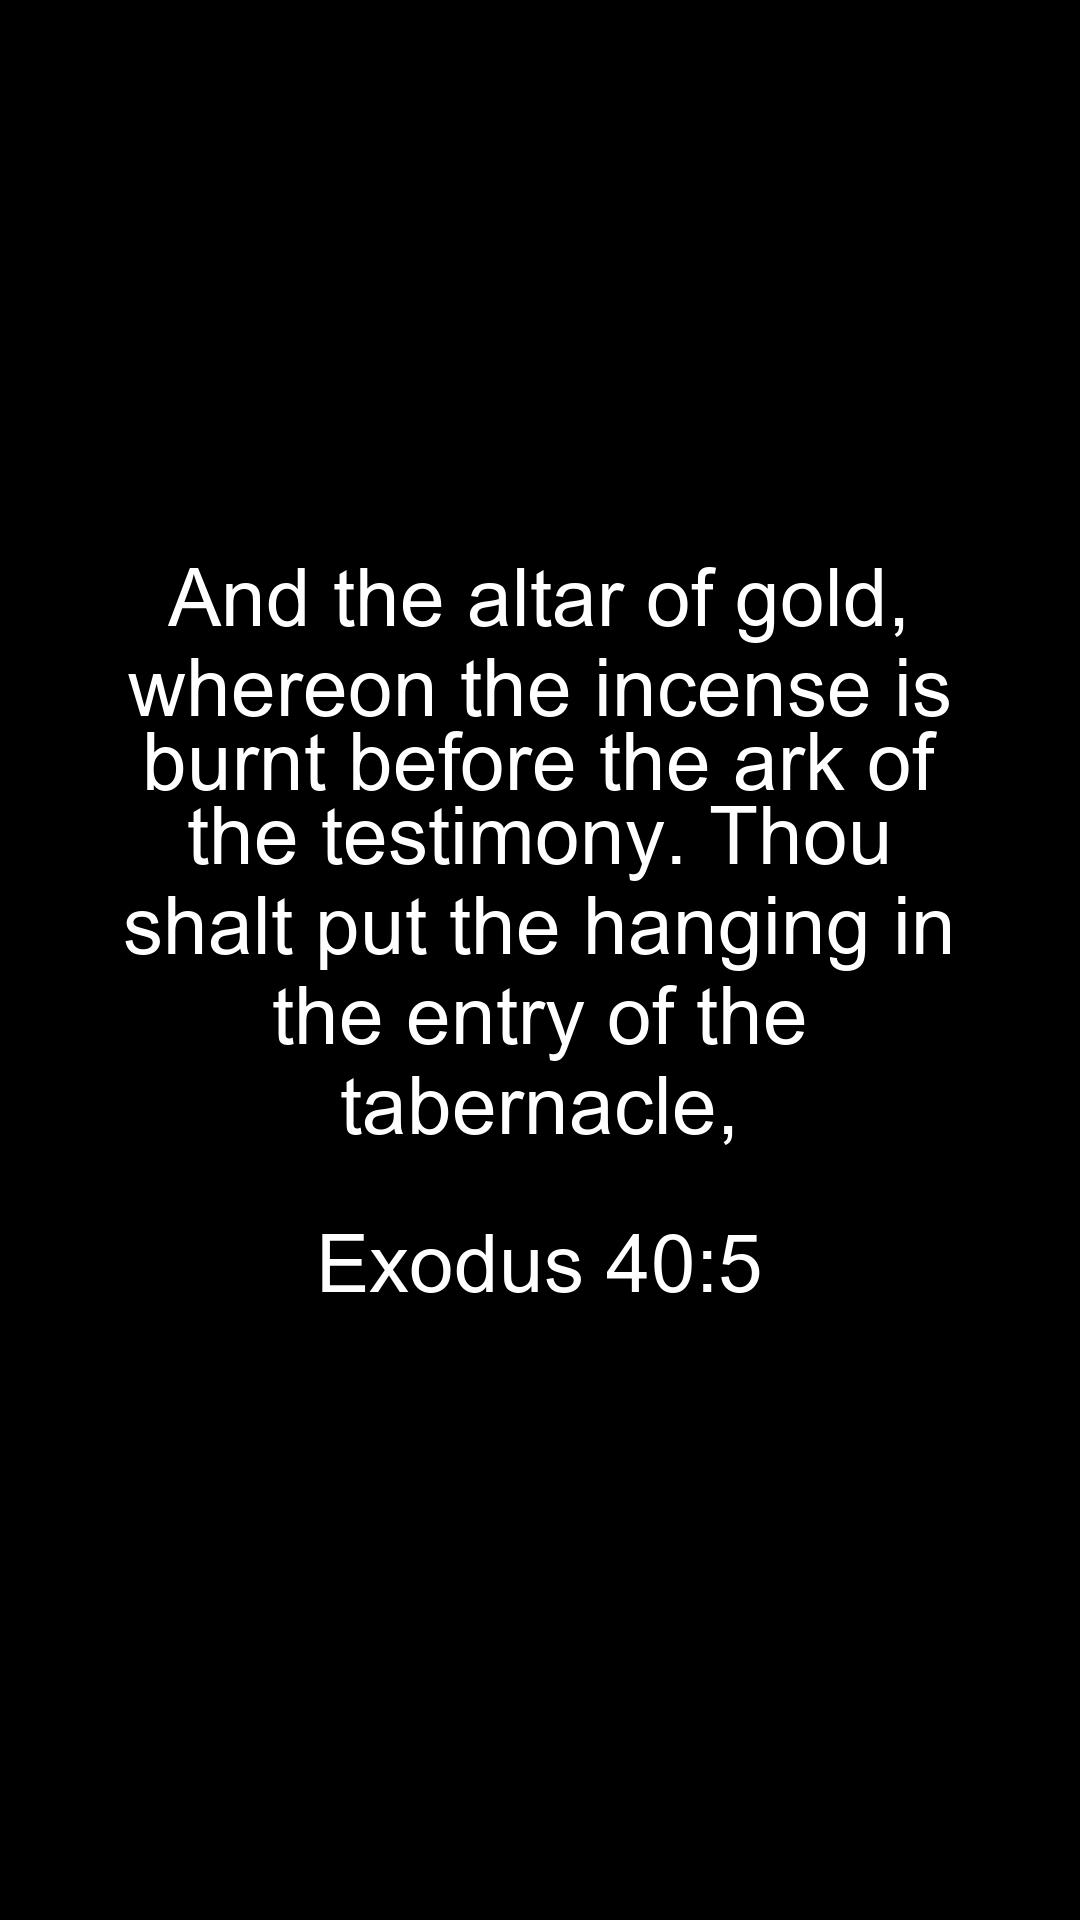 And the altar of gold,
whereon the incense is
burnt before the ark of
the testimony. Thou
shalt put the hanging in
the entry of the
tabernacle,
Exodus 40:5